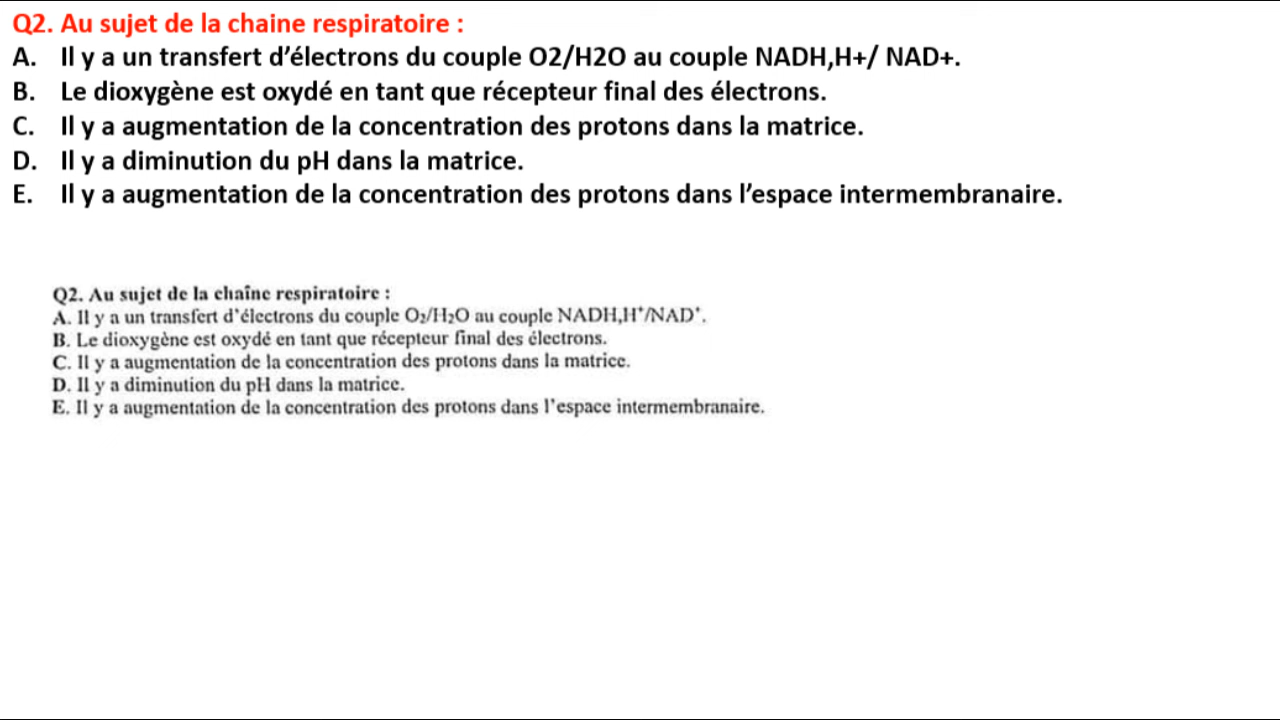 Q2. Au sujet de la chaine respiratoire :
A. Il y a un transfert d'électrons du couple O2/H2O au couple NADH,H+/ NAD+.
B. Le dioxygène est oxydé en tant que récepteur final des électrons.
C. Il y a augmentation de la concentration des protons dans la matrice.
D. Il y a diminution du pH dans la matrice.
E. Il y a augmentation de la concentration des protons dans l'espace intermembranaire.
Q2. Au sujet de la chaîne respiratoire :
A. Il y a un transfert d'électrons du couple O₂/H₂O au couple NADH,H⁺/NAD⁺.
B. Le dioxygène est oxydé en tant que récepteur final des électrons.
C. Il y a augmentation de la concentration des protons dans la matrice.
D. Il y a diminution du pH dans la matrice.
E. Il y a augmentation de la concentration des protons dans l'espace intermembranaire.